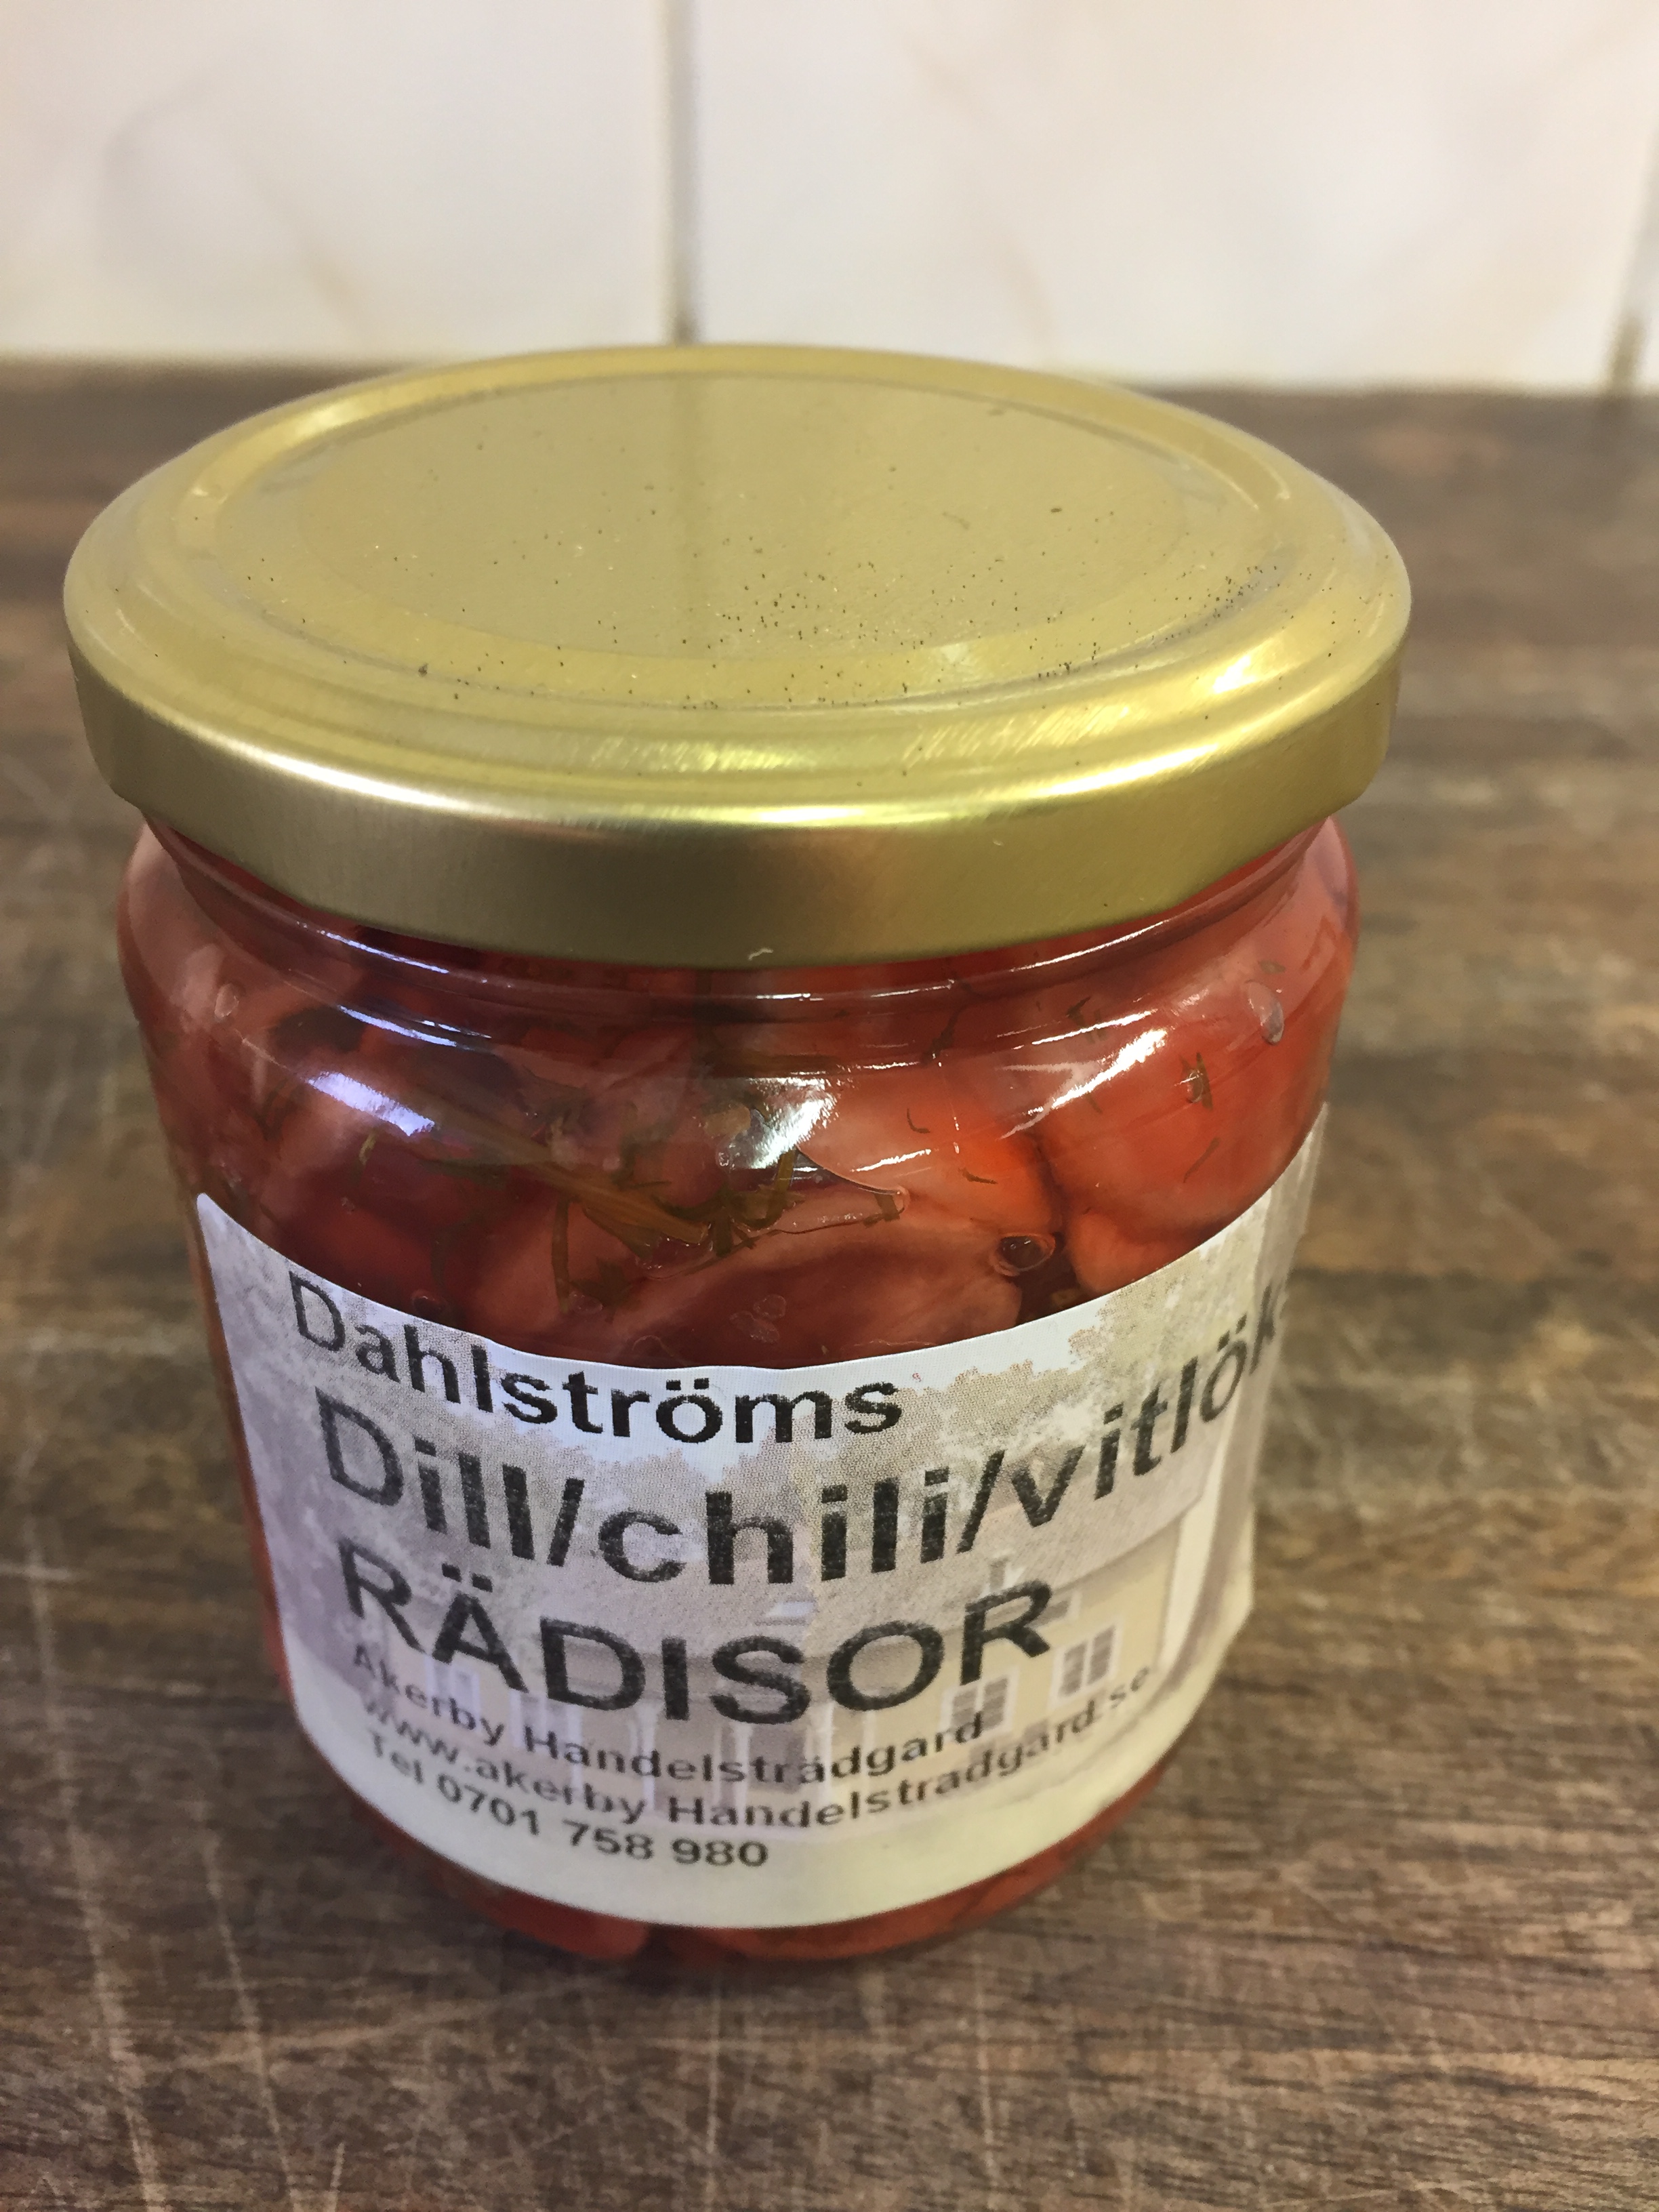 Dahlströms
Dill/chili/vitlök
RÄDISOR
Åkerby Handelsträdgård
www.akerby Handelstradgard.se
Tel 0701 758 980